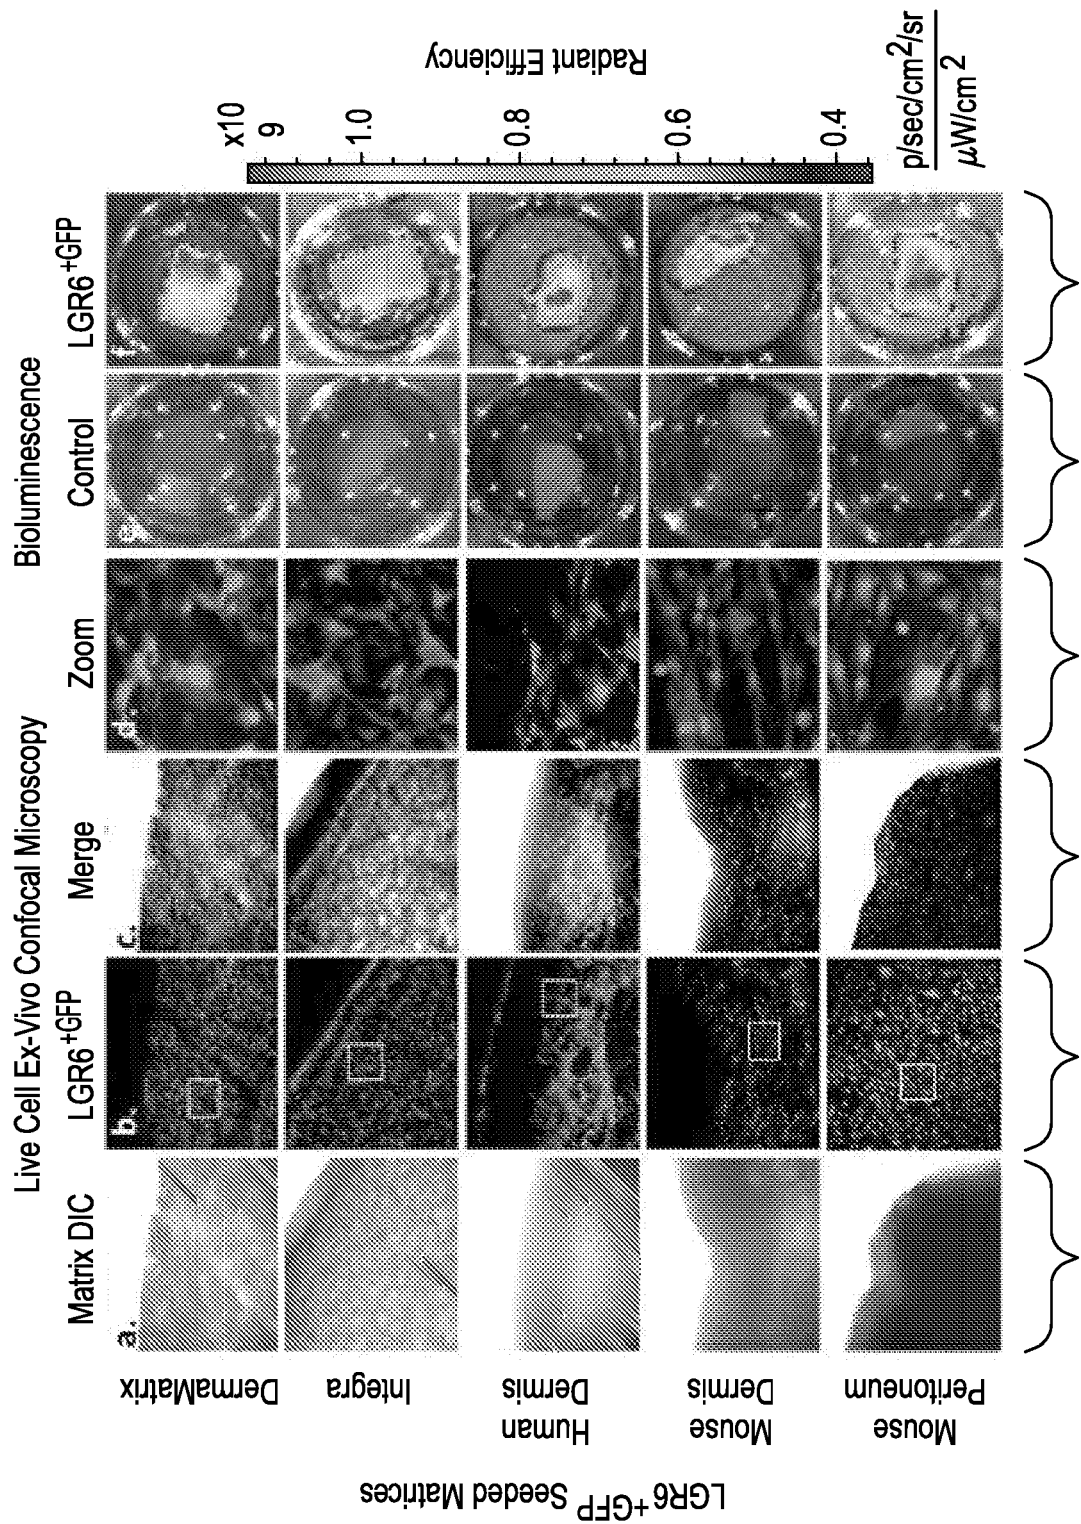 Live Cell Ex-Vivo Confocal Microscopy
Bioluminescence
Matrix DIC
LGR6+GFP
Merge
Zoom
Control
LGR6+GFP
a.
b.
c.
d.
e.
f.
LGR6+GFP Seeded Matrices
DermaMatrix
Integra
Human
Dermis
Mouse
Dermis
Mouse
Peritoneum
x10
9
1.0
0.8
0.6
0.4
Radiant Efficiency
p/sec/cm²/sr
µW/cm²